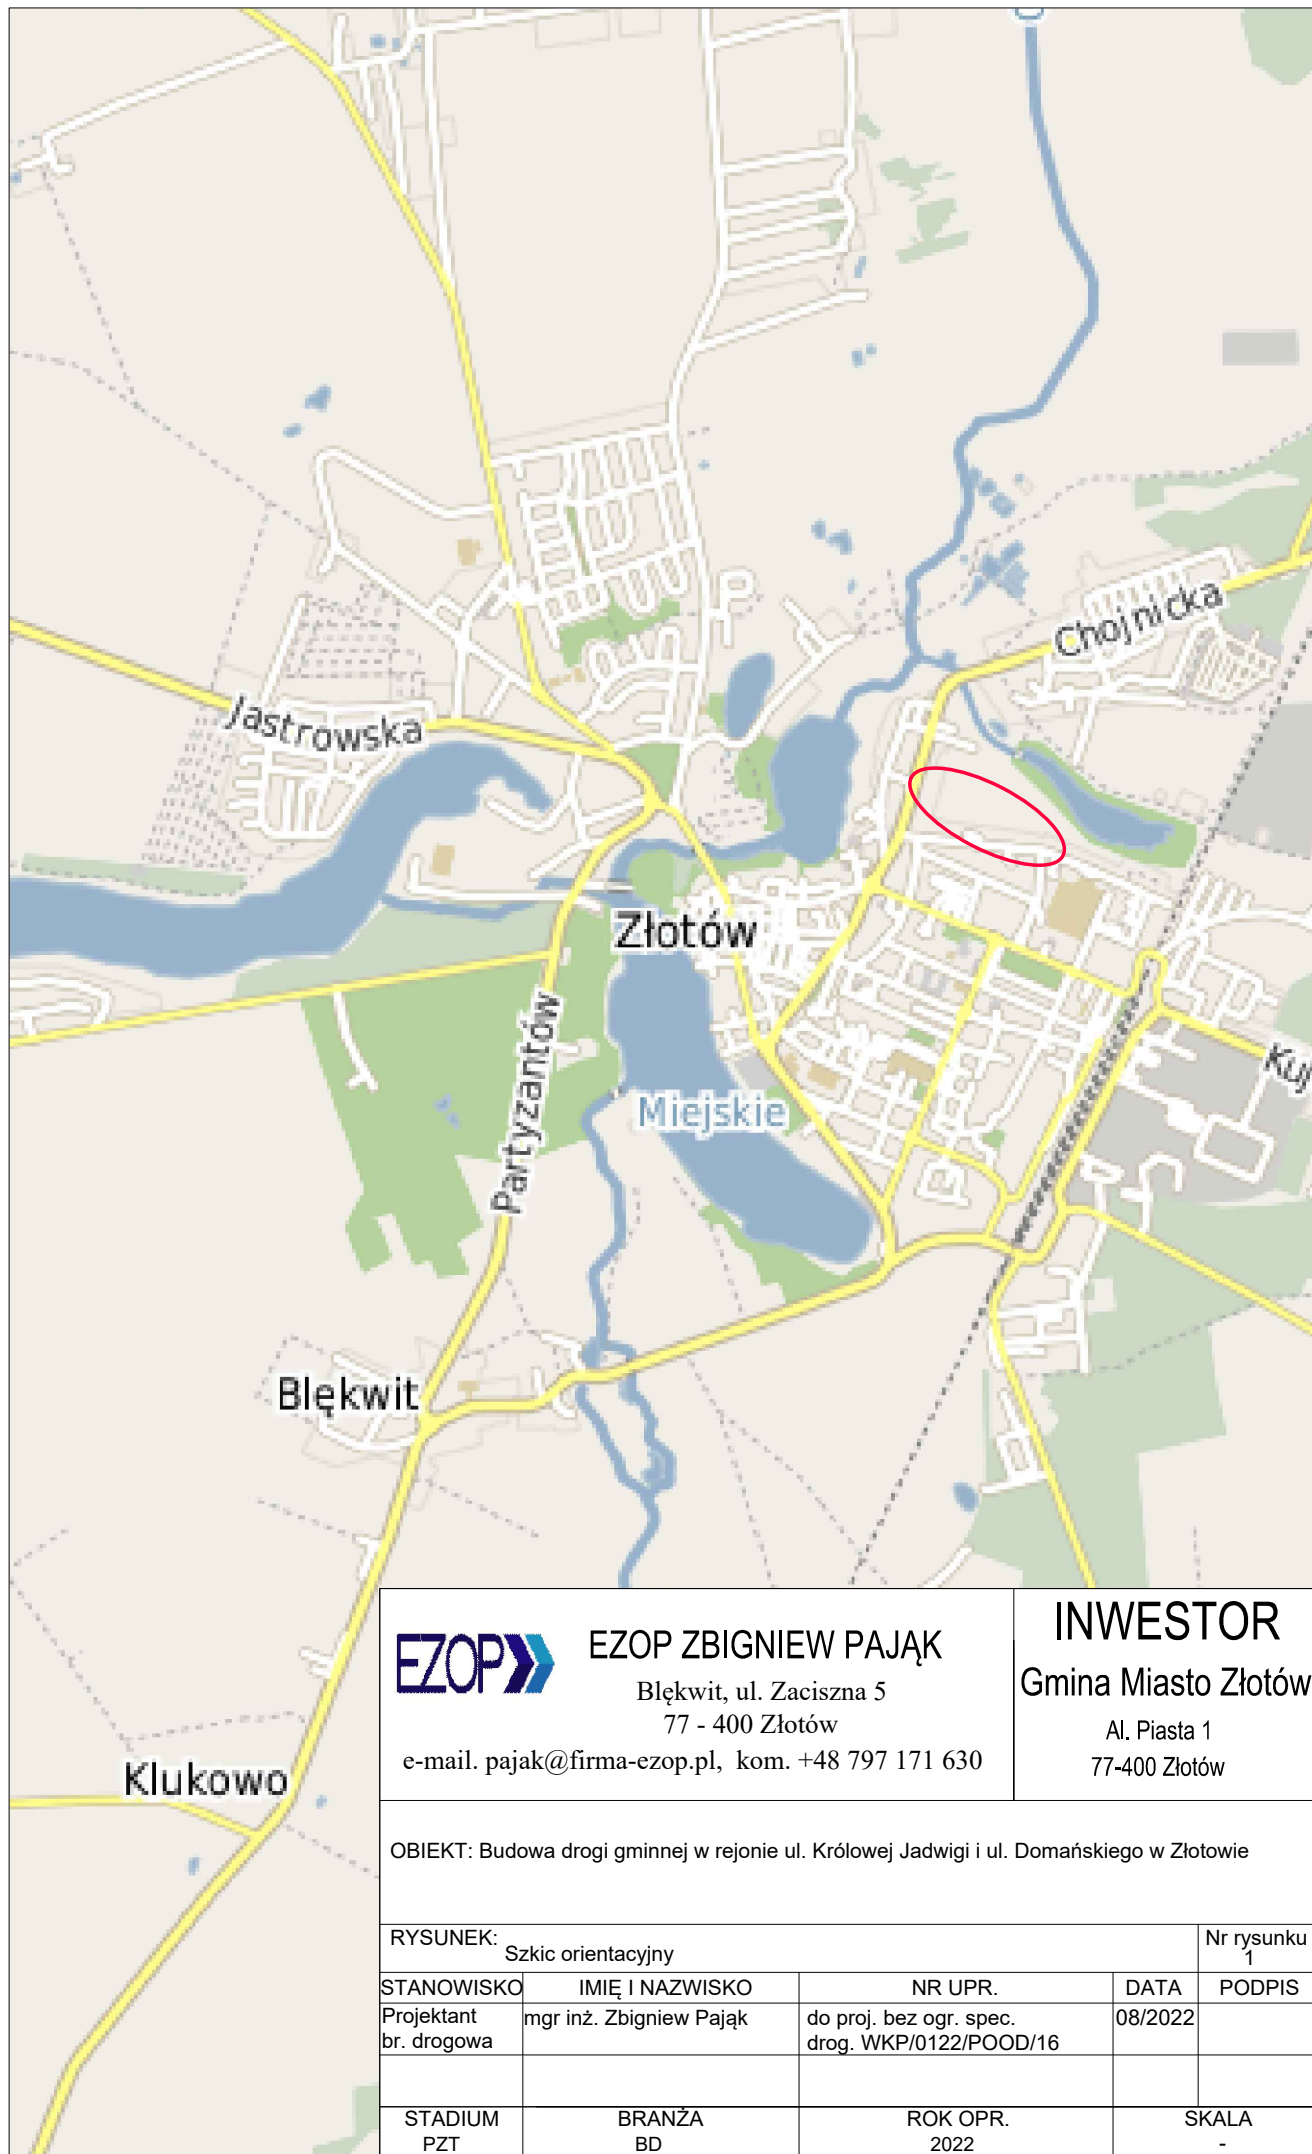 Chojnicka
Jastrowska
Złotów
Partyzantów
Kuj
Miejskie
Blękwit
Klukowo
EZOP
EZOP ZBIGNIEW PAJĄK
Blękwit, ul. Zaciszna 5
77 - 400 Złotów
e-mail. pajak@firma-ezop.pl, kom. +48 797 171 630
INWESTOR
Gmina Miasto Złotów
Al. Piasta 1
77-400 Złotów
OBIEKT: Budowa drogi gminnej w rejonie ul. Królowej Jadwigi i ul. Domańskiego w Złotowie
RYSUNEK:
Szkic orientacyjny
Nr rysunku
1
STANOWISKO IMIĘ I NAZWISKO NR UPR. DATA PODPIS
Projektant mgr inż. Zbigniew Pająk do proj. bez ogr. spec. 08/2022
br. drogowa drog. WKP/0122/POOD/16
STADIUM BRANŻA ROK OPR. SKALA
PZT BD 2022 -